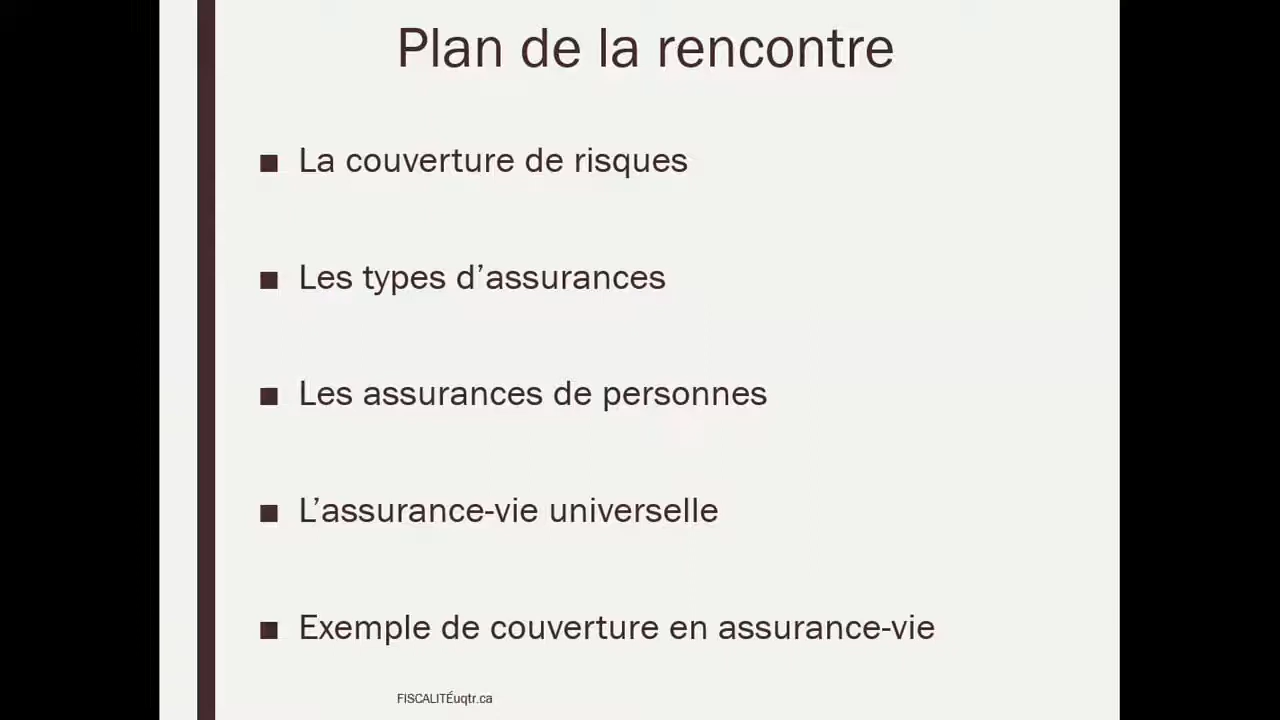 Plan de la rencontre
■ La couverture de risques
■ Les types d’assurances
■ Les assurances de personnes
■ L’assurance-vie universelle
■ Exemple de couverture en assurance-vie
FISCALITÉuqtr.ca